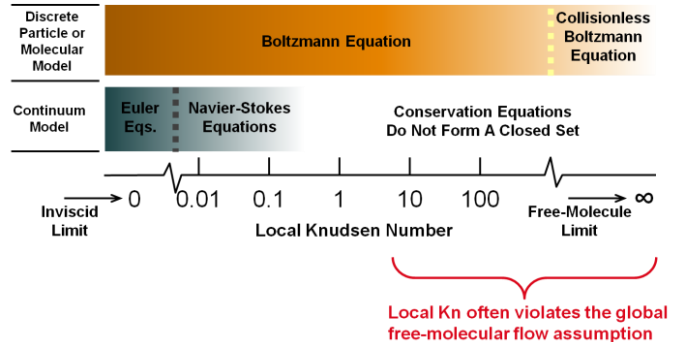 Discrete
Particle or
Molecular
Model
Boltzmann Equation
Collisionless
Boltzmann
Equation
Continuum
Model
Euler
Eqs.
Navier-Stokes
Equations
Conservation Equations
Do Not Form A Closed Set
0 0.01 0.1 1 10 100 ∞
Inviscid
Limit
Local Knudsen Number
Free-Molecule
Limit
Local Kn often violates the global
free-molecular flow assumption